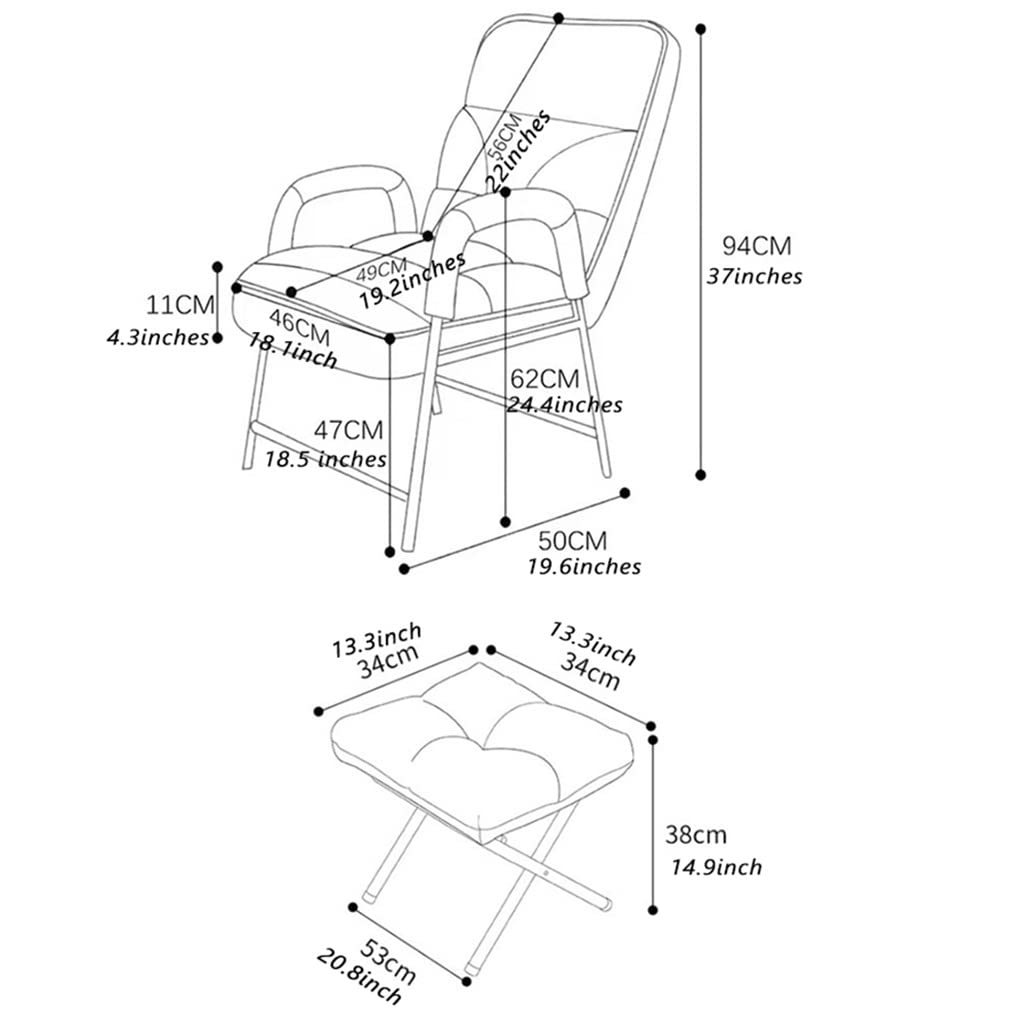 56CM
22inches
94CM
37inches
49CM
19.2inches
11CM
4.3inches
46CM
18.1inch
62CM
24.4inches
47CM
18.5 inches
50CM
19.6inches
13.3inch
34cm
13.3inch
34cm
38cm
14.9inch
53cm
20.8inch